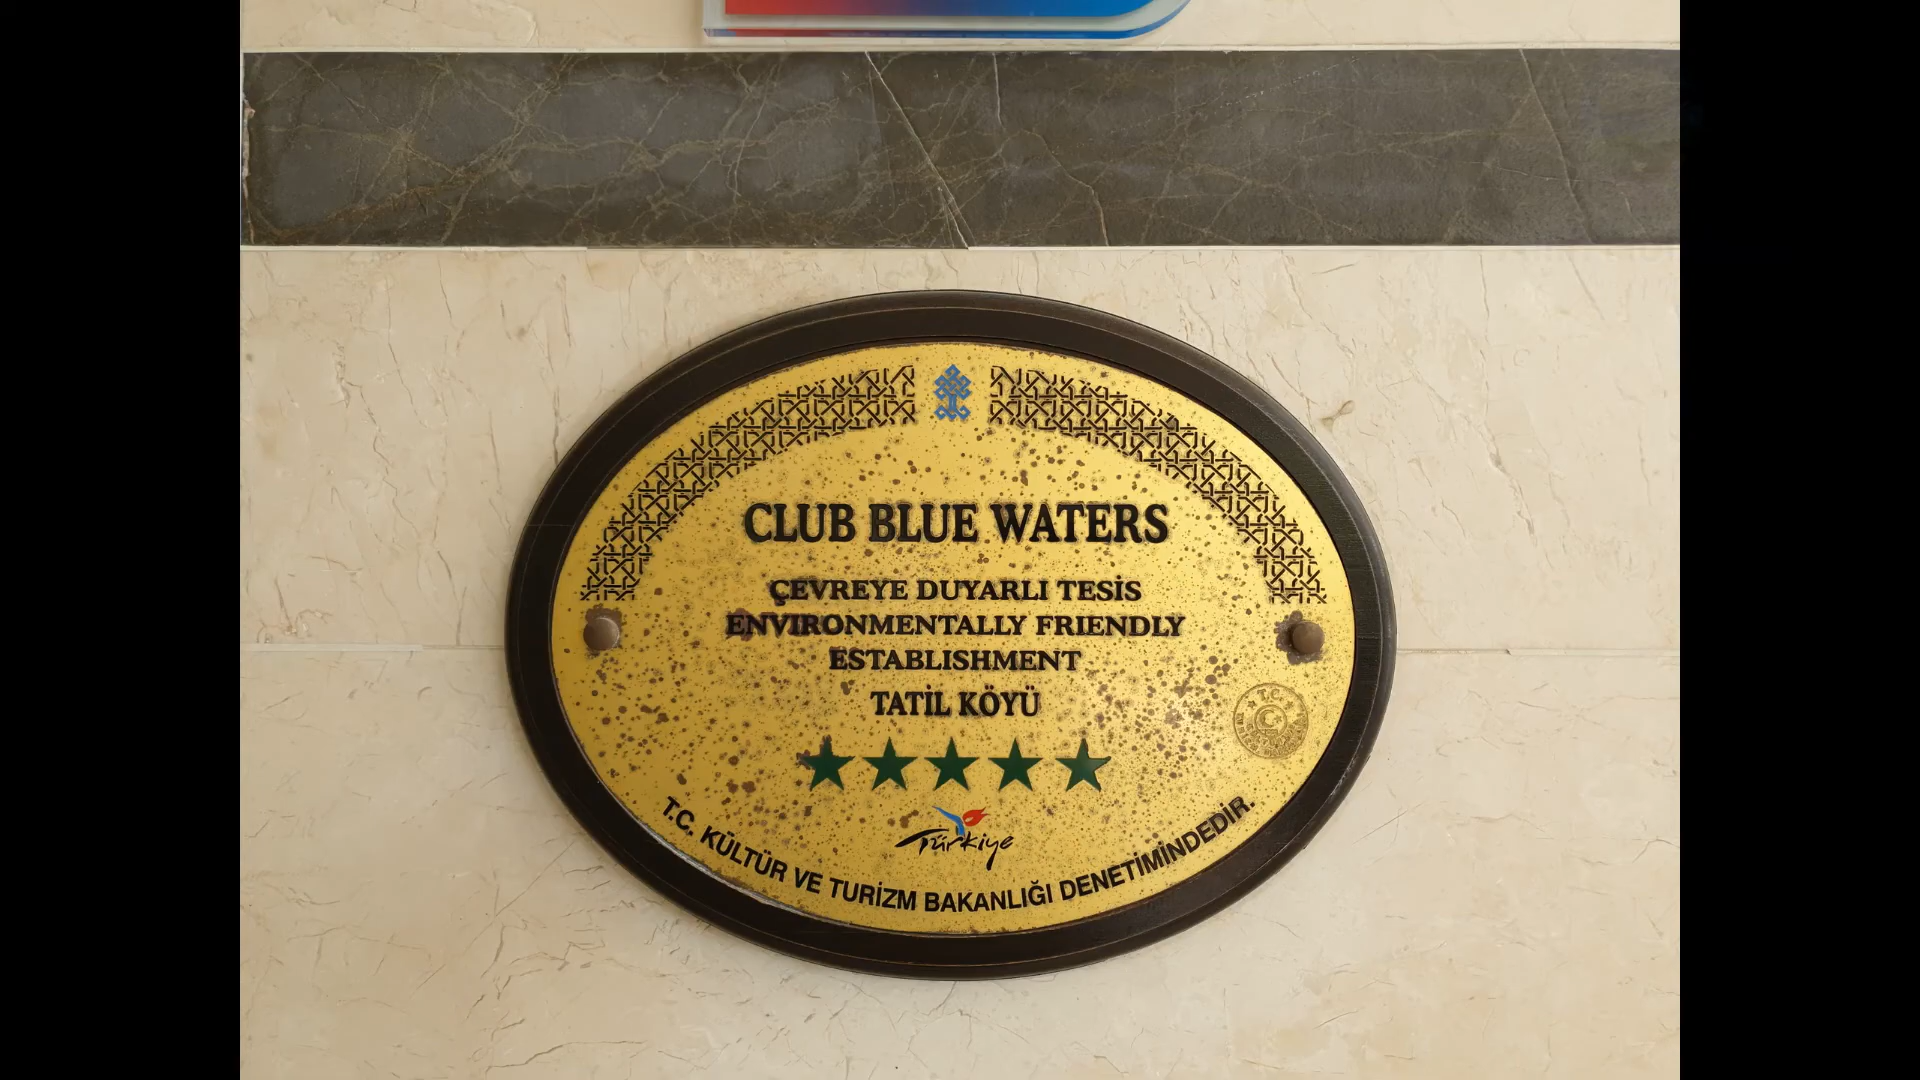 CLUB BLUE WATERS
ÇEVREYE DUYARLI TESİS
ENVIRONMENTALLY FRIENDLY
ESTABLISHMENT
TATİL KÖYÜ
T.C.
Türkiye
T.C. KÜLTÜR VE TURİZM BAKANLIĞI DENETİMİNDEDİR.